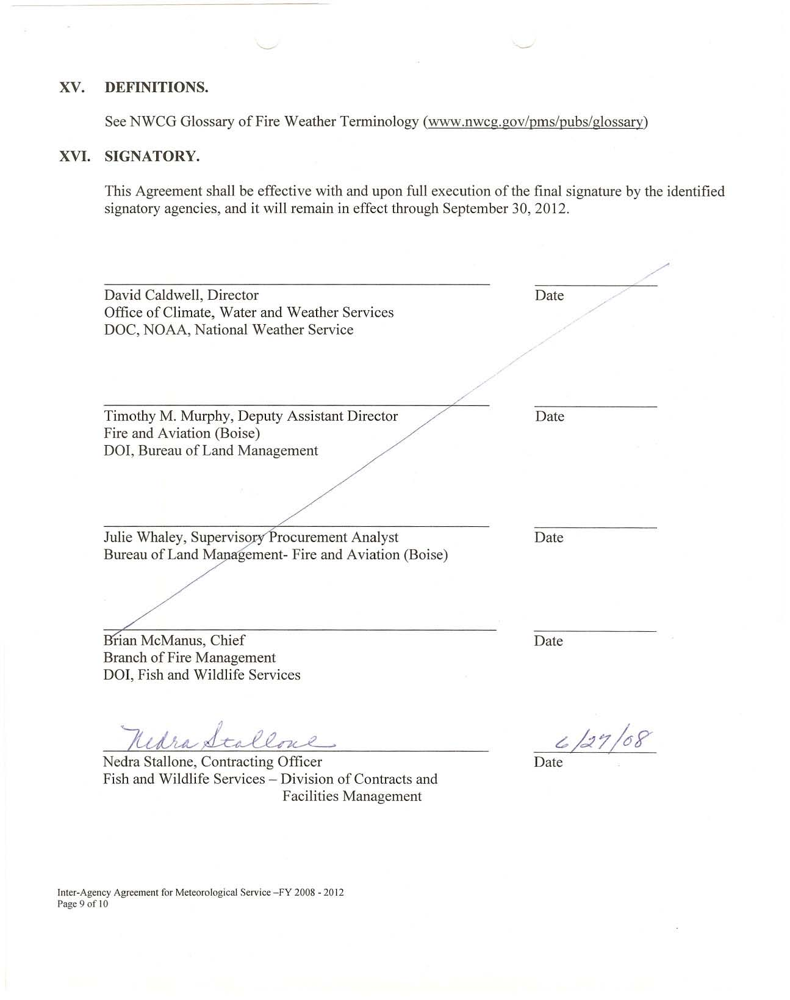 XV. DEFINITIONS.
See NWCG Glossary of Fire Weather Terminology (www.nwcg.gov/pms/pubs/glossary)
XVI. SIGNATORY.
This Agreement shall be effective with and upon full execution of the final signature by the identified
signatory agencies, and it will remain in effect through September 30, 2012.
David Caldwell, Director Date
Office of Climate, Water and Weather Services
DOC, NOAA, National Weather Service
Timothy M. Murphy, Deputy Assistant Director Date
Fire and Aviation (Boise)
DOI, Bureau of Land Management
Julie Whaley, Supervisory Procurement Analyst Date
Bureau of Land Management- Fire and Aviation (Boise)
Brian McManus, Chief Date
Branch of Fire Management
DOI, Fish and Wildlife Services
Nedra Stallone 6/27/08
Nedra Stallone, Contracting Officer Date
Fish and Wildlife Services – Division of Contracts and
Facilities Management
Inter-Agency Agreement for Meteorological Service –FY 2008 - 2012
Page 9 of 10